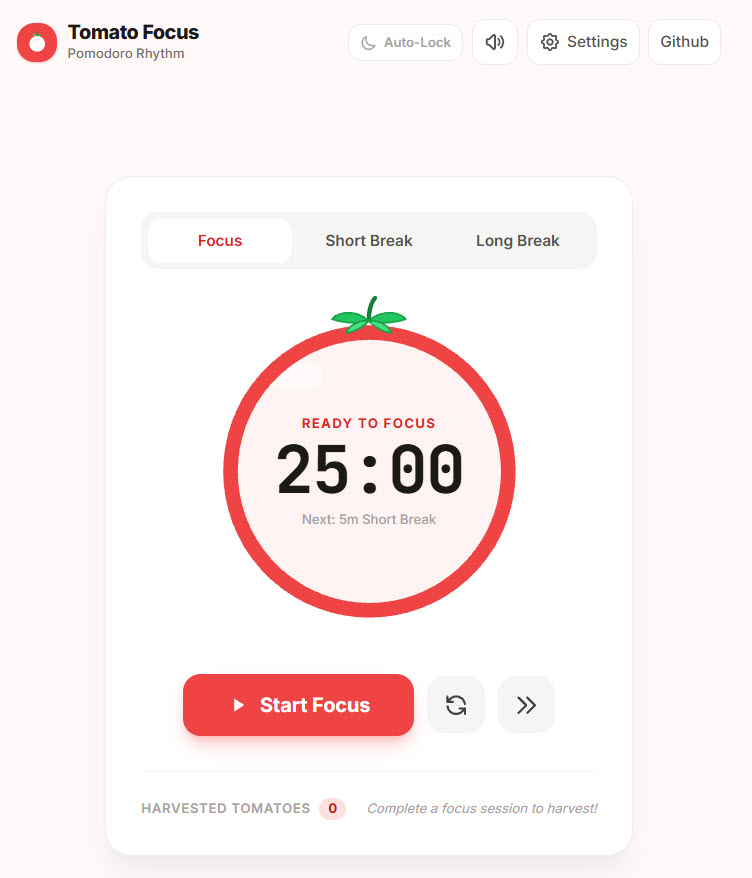 Tomato Focus
Pomodoro Rhythm
Auto-Lock
Settings
Github
Focus
Short Break
Long Break
READY TO FOCUS
25:00
Next: 5m Short Break
Start Focus
HARVESTED TOMATOES 0
Complete a focus session to harvest!